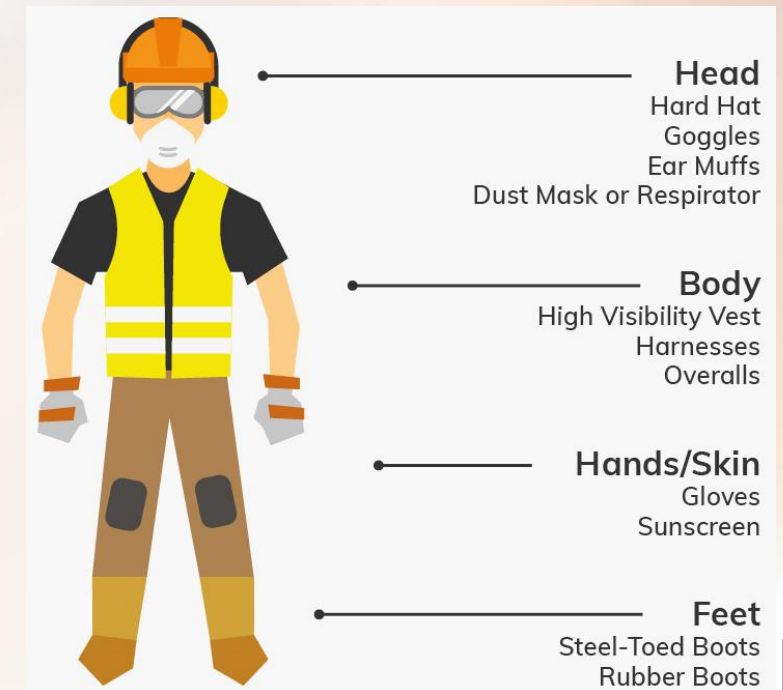 Head
Hard Hat
Goggles
Ear Muffs
Dust Mask or Respirator
Body
High Visibility Vest
Harnesses
Overalls
Hands/Skin
Gloves
Sunscreen
Feet
Steel-Toed Boots
Rubber Boots